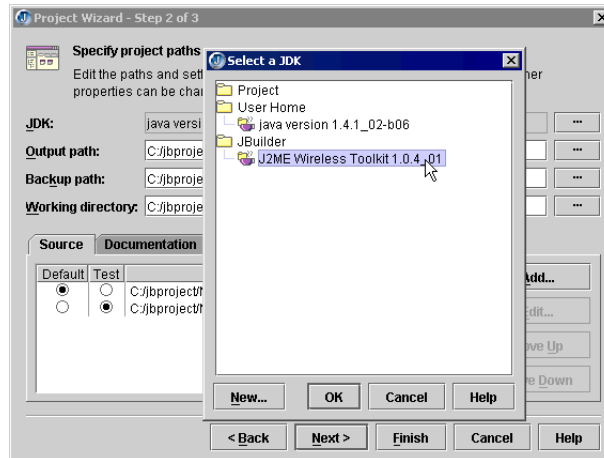 Project Wizard - Step 2 of 3
Specify project paths
Edit the paths and sett
her
properties can be char
JDK:
java versi
...
Output path:
C:/jbproje
...
Backup path:
C:/jbproje
...
Working directory:
C:/jbproje
...
Source
Documentation
Default
Test
C:/jbproject/
C:/jbproject/
Add...
Edit...
ove Up
e Down
< Back
Next >
Finish
Cancel
Help
Select a JDK
Project
User Home
java version 1.4.1_02-b06
JBuilder
J2ME Wireless Toolkit 1.0.4_01
New...
OK
Cancel
Help